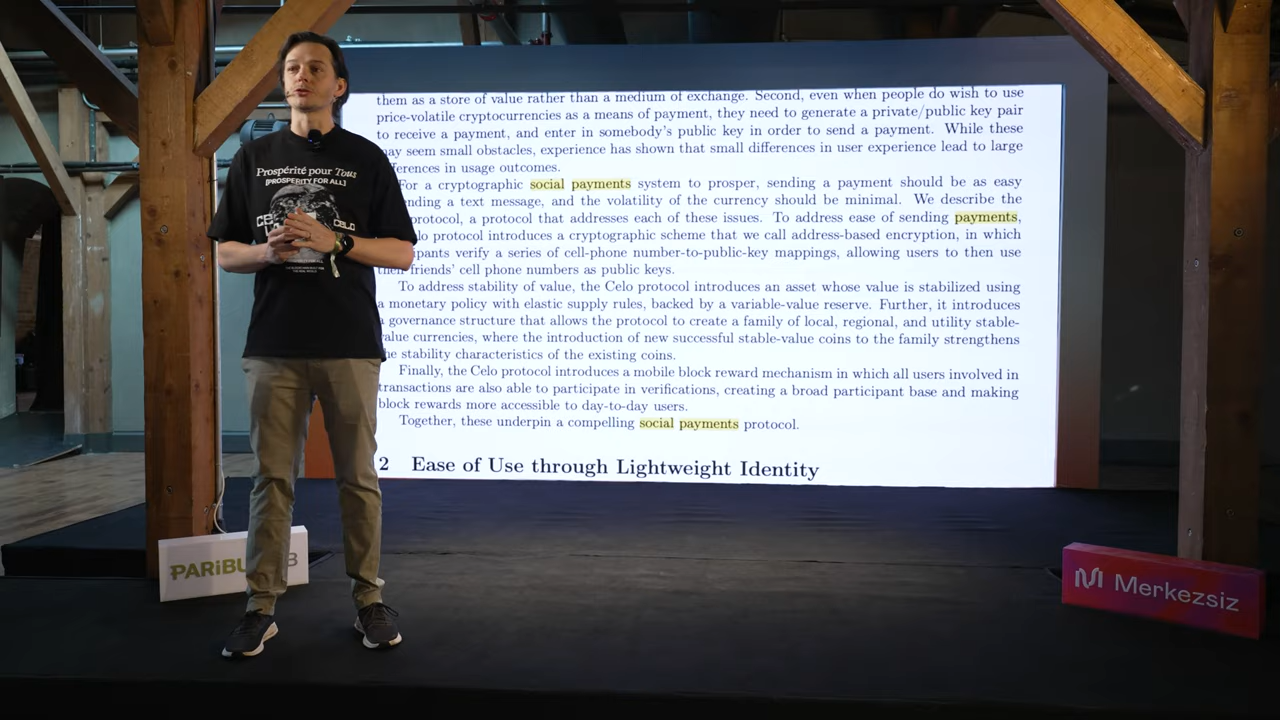 them as a store of value rather than a medium of exchange. Second, even when people do wish to use
price-volatile cryptocurrencies as a means of payment, they need to generate a private/public key pair
to receive a payment, and enter in somebody's public key in order to send a payment. While these
may seem small obstacles, experience has shown that small differences in user experience lead to large
fferences in usage outcomes.
For a cryptographic social payments system to prosper, sending a payment should be as easy
ending a text message, and the volatility of the currency should be minimal. We describe the
protocol, a protocol that addresses each of these issues. To address ease of sending payments,
lo protocol introduces a cryptographic scheme that we call address-based encryption, in which
ipants verify a series of cell-phone number-to-public-key mappings, allowing users to then use
their friends' cell phone numbers as public keys.
To address stability of value, the Celo protocol introduces an asset whose value is stabilized using
a monetary policy with elastic supply rules, backed by a variable-value reserve. Further, it introduces
a governance structure that allows the protocol to create a family of local, regional, and utility stable-
value currencies, where the introduction of new successful stable-value coins to the family strengthens
the stability characteristics of the existing coins.
Finally, the Celo protocol introduces a mobile block reward mechanism in which all users involved in
transactions are also able to participate in verifications, creating a broad participant base and making
block rewards more accessible to day-to-day users.
Together, these underpin a compelling social payments protocol.
2 Ease of Use through Lightweight Identity
Prospérité pour Tous
[PROSPERITY FOR ALL]
CELO
PARiBU
B
Merkezsiz